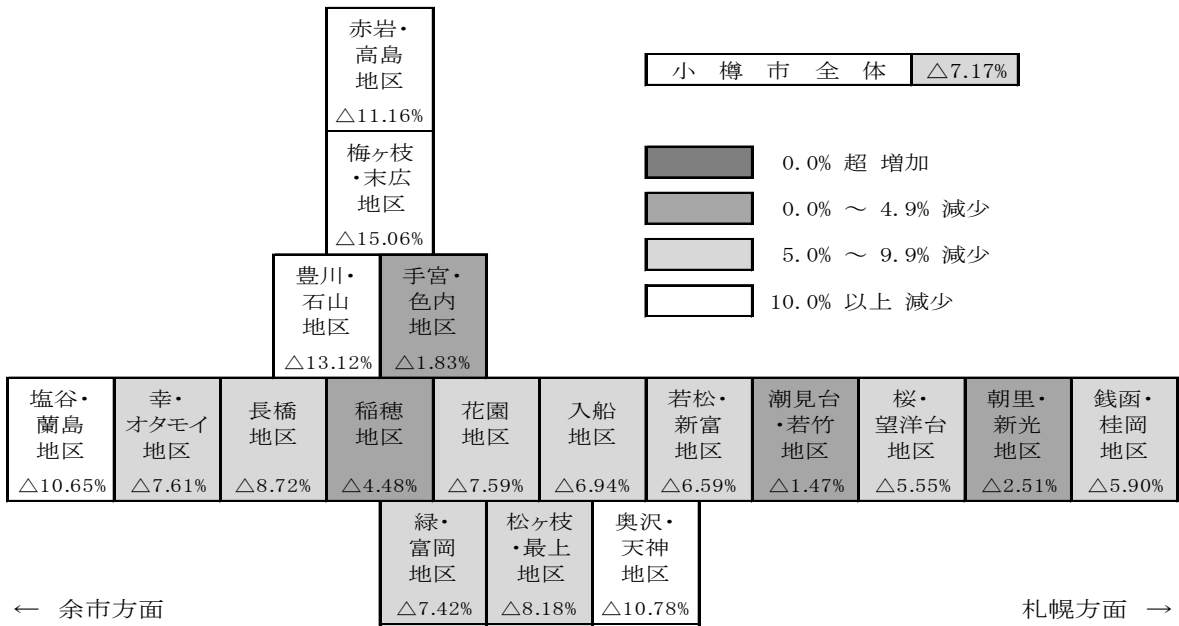 赤岩・
高島
地区
△11.16%
小樽市全体 △7.17%
梅ヶ枝
・末広
地区
△15.06%
0.0% 超 増加
0.0% ～ 4.9% 減少
5.0% ～ 9.9% 減少
10.0% 以上 減少
豊川・
石山
地区
△13.12%
手宮・
色内
地区
△1.83%
塩谷・
蘭島
地区
△10.65%
幸・
オタモイ
地区
△7.61%
長橋
地区
△8.72%
稲穂
地区
△4.48%
花園
地区
△7.59%
入船
地区
△6.94%
若松・
新富
地区
△6.59%
潮見台
・若竹
地区
△1.47%
桜・
望洋台
地区
△5.55%
朝里・
新光
地区
△2.51%
銭函・
桂岡
地区
△5.90%
緑・
富岡
地区
△7.42%
松ヶ枝
・最上
地区
△8.18%
奥沢・
天神
地区
△10.78%
← 余市方面
札幌方面 →